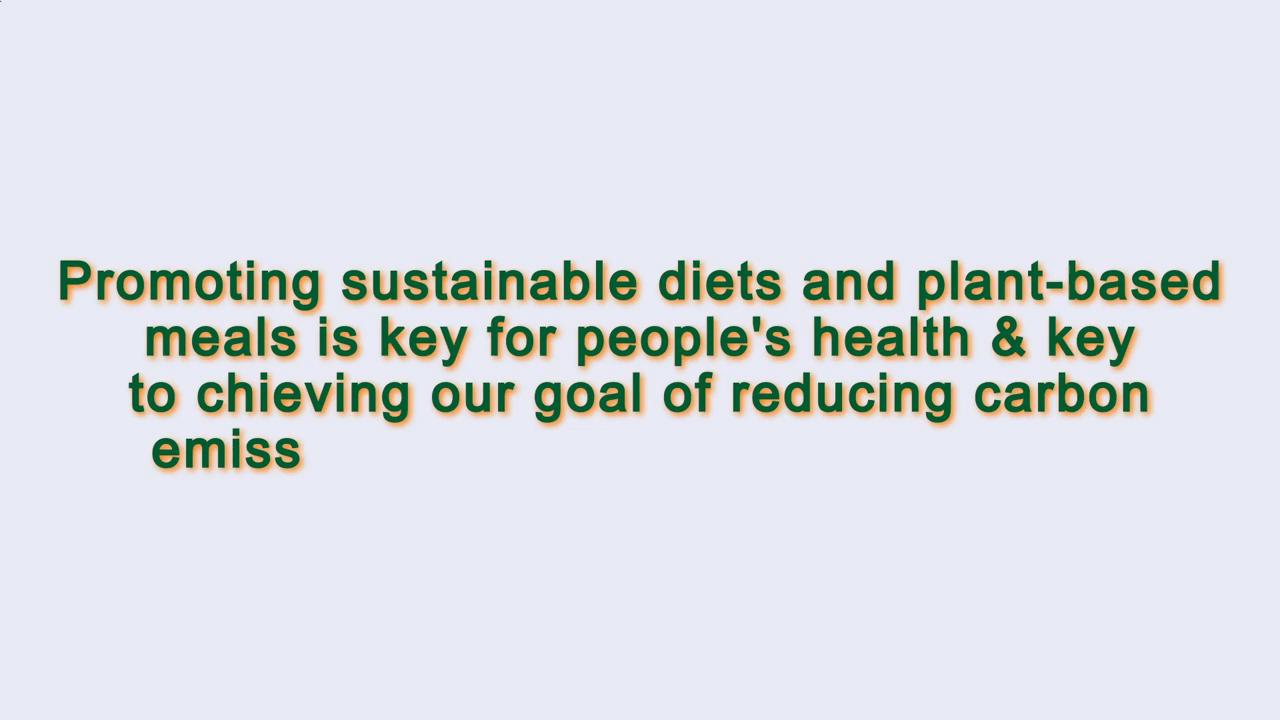 Promoting sustainable diets and plant-based
meals is key for people's health & key
to chieving our goal of reducing carbon
emiss